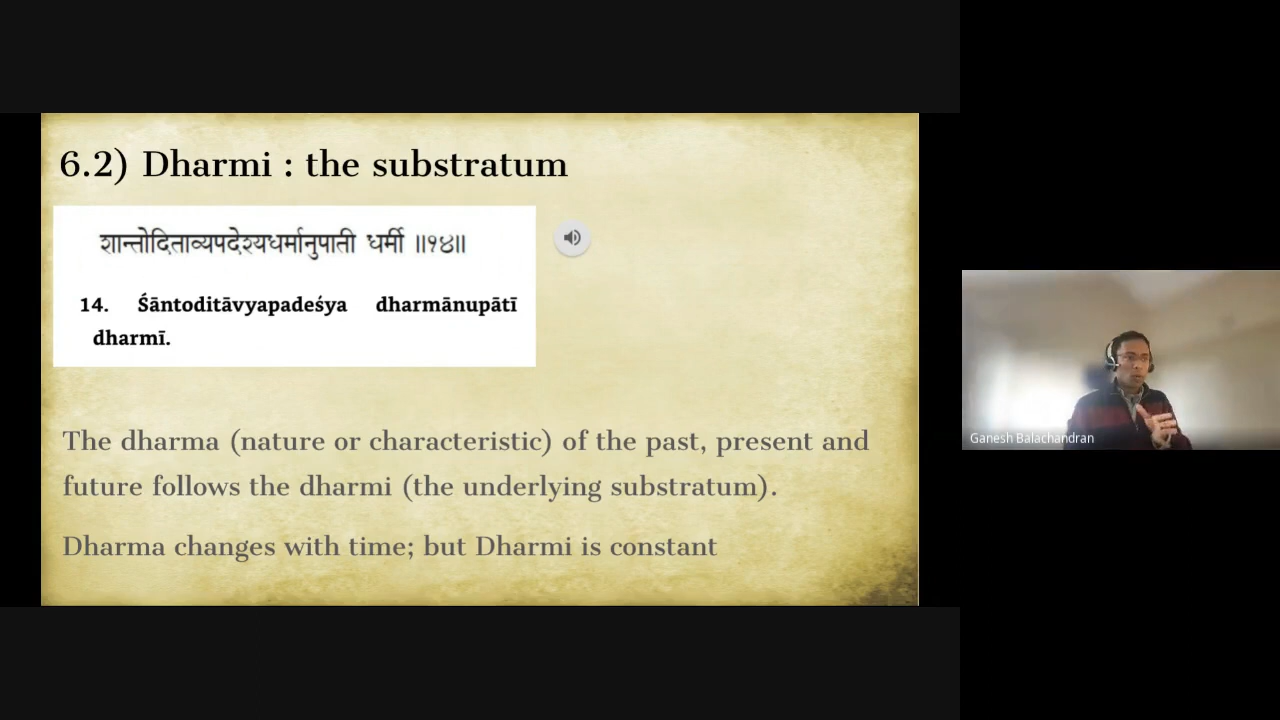 6.2) Dharmi : the substratum
शान्तोदिताव्यपदेश्यधर्मानुपाती धर्मी ॥१४॥
14. Śāntoditāvyapadeśya dharmānupātī
dharmī.
The dharma (nature or characteristic) of the past, present and
future follows the dharmi (the underlying substratum).
Dharma changes with time; but Dharmi is constant
Ganesh Balachandran